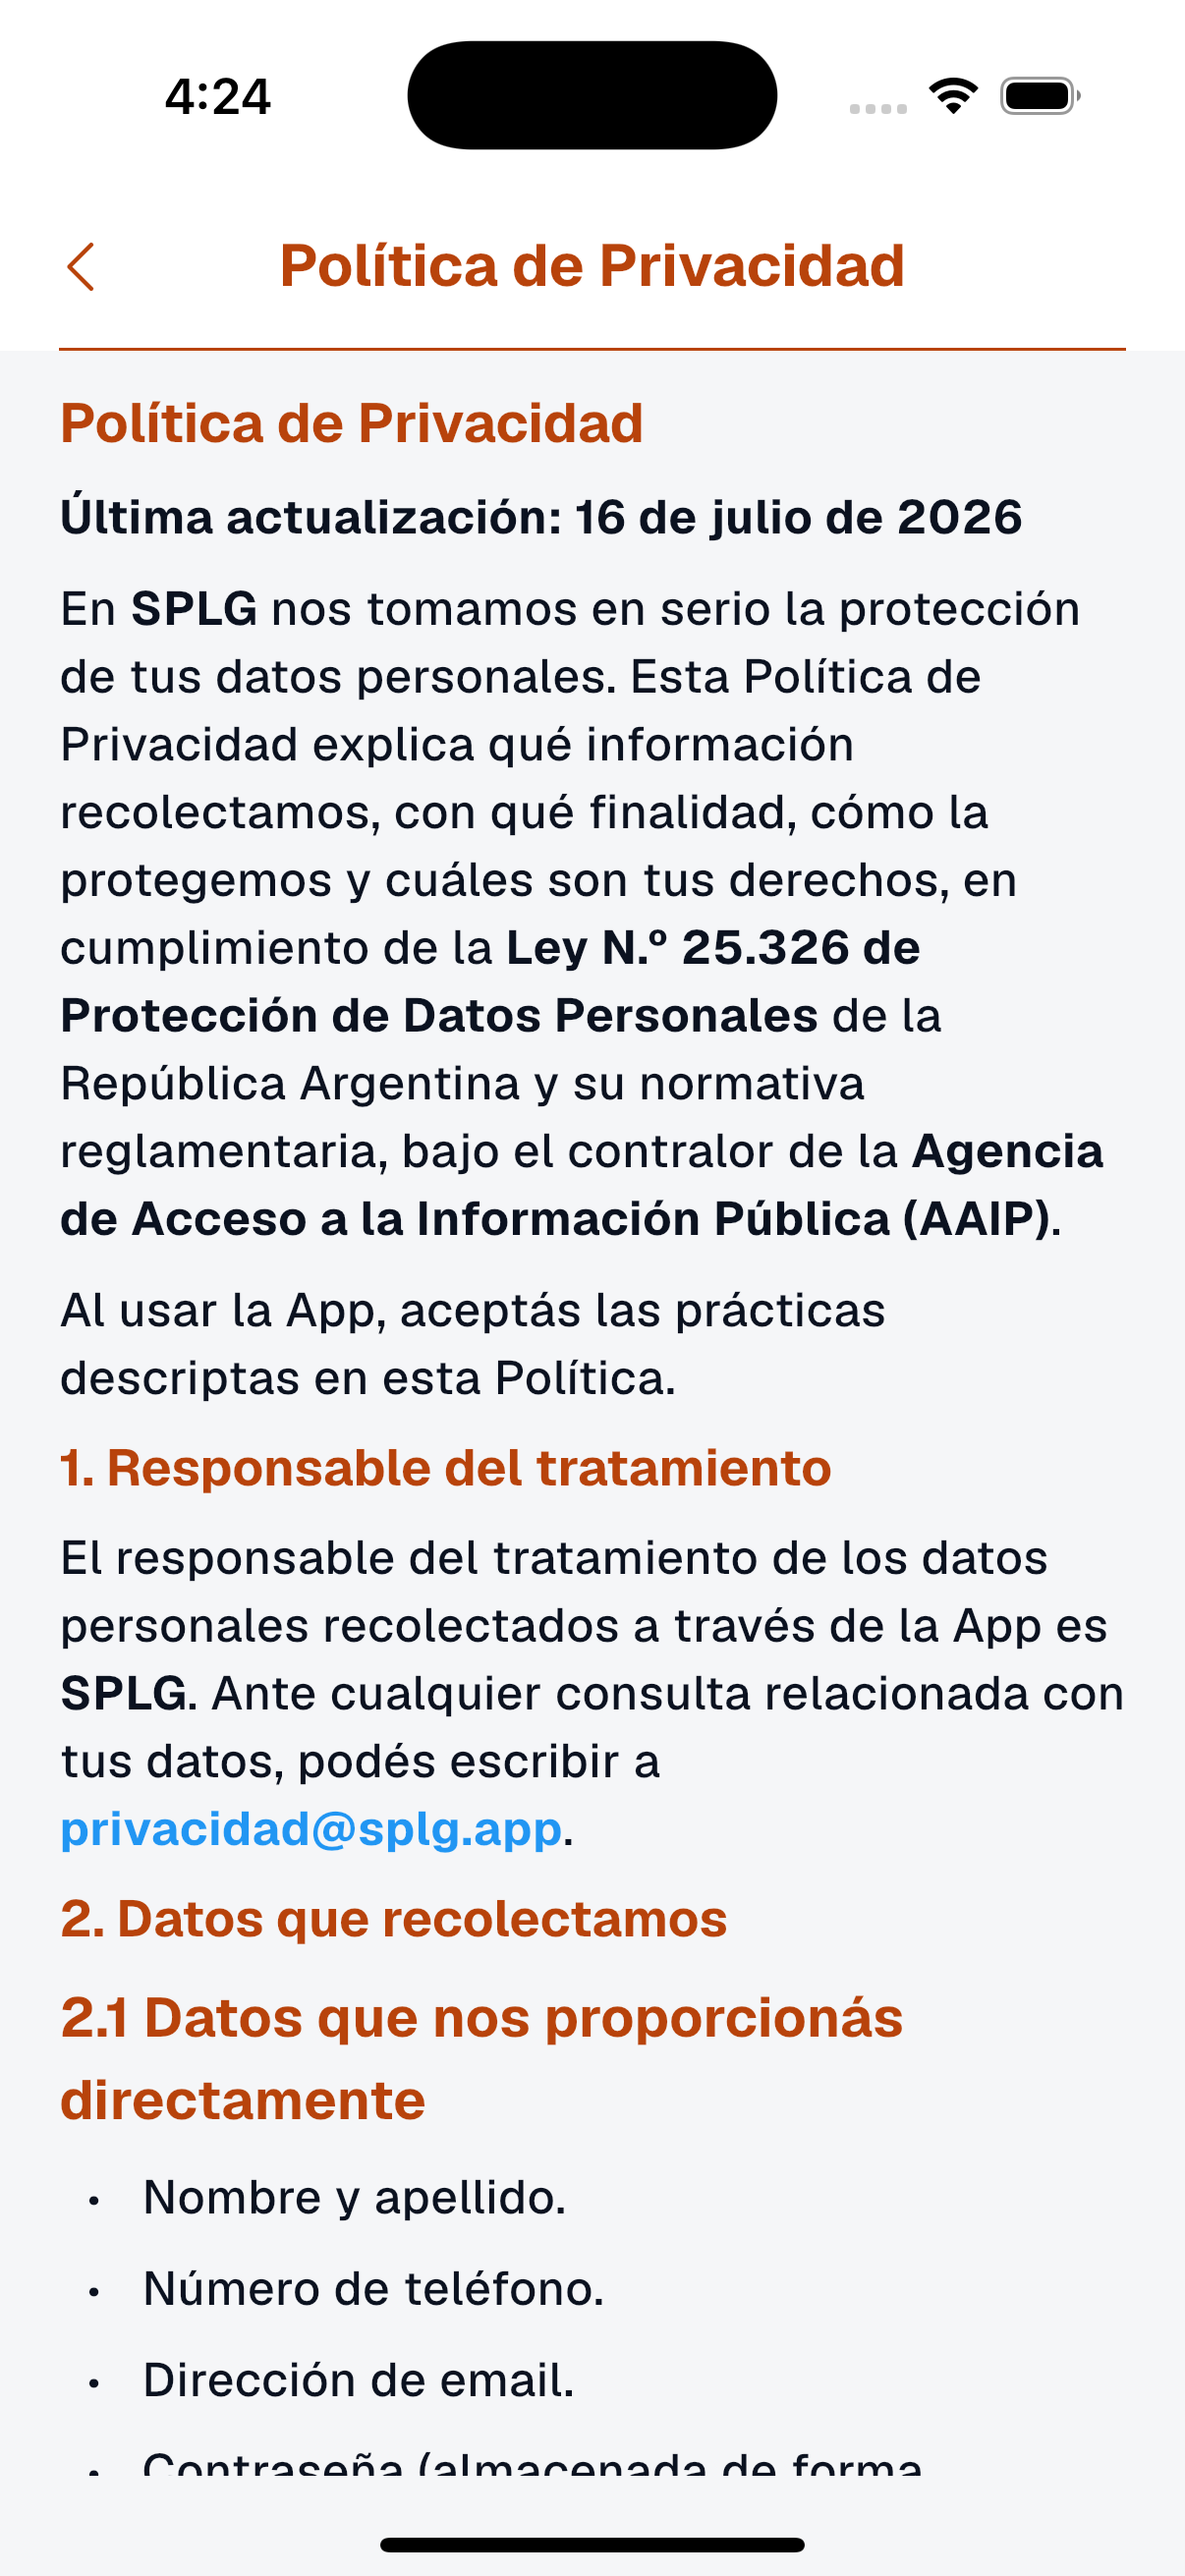 4:24
Política de Privacidad
Política de Privacidad
Última actualización: 16 de julio de 2026
En SPLG nos tomamos en serio la protección
de tus datos personales. Esta Política de
Privacidad explica qué información
recolectamos, con qué finalidad, cómo la
protegemos y cuáles son tus derechos, en
cumplimiento de la Ley N.º 25.326 de
Protección de Datos Personales de la
República Argentina y su normativa
reglamentaria, bajo el contralor de la Agencia
de Acceso a la Información Pública (AAIP).
Al usar la App, aceptás las prácticas
descriptas en esta Política.
1. Responsable del tratamiento
El responsable del tratamiento de los datos
personales recolectados a través de la App es
SPLG. Ante cualquier consulta relacionada con
tus datos, podés escribir a
privacidad@splg.app.
2. Datos que recolectamos
2.1 Datos que nos proporcionás
directamente
• Nombre y apellido.
• Número de teléfono.
• Dirección de email.
• Contraseña (almacenada de forma